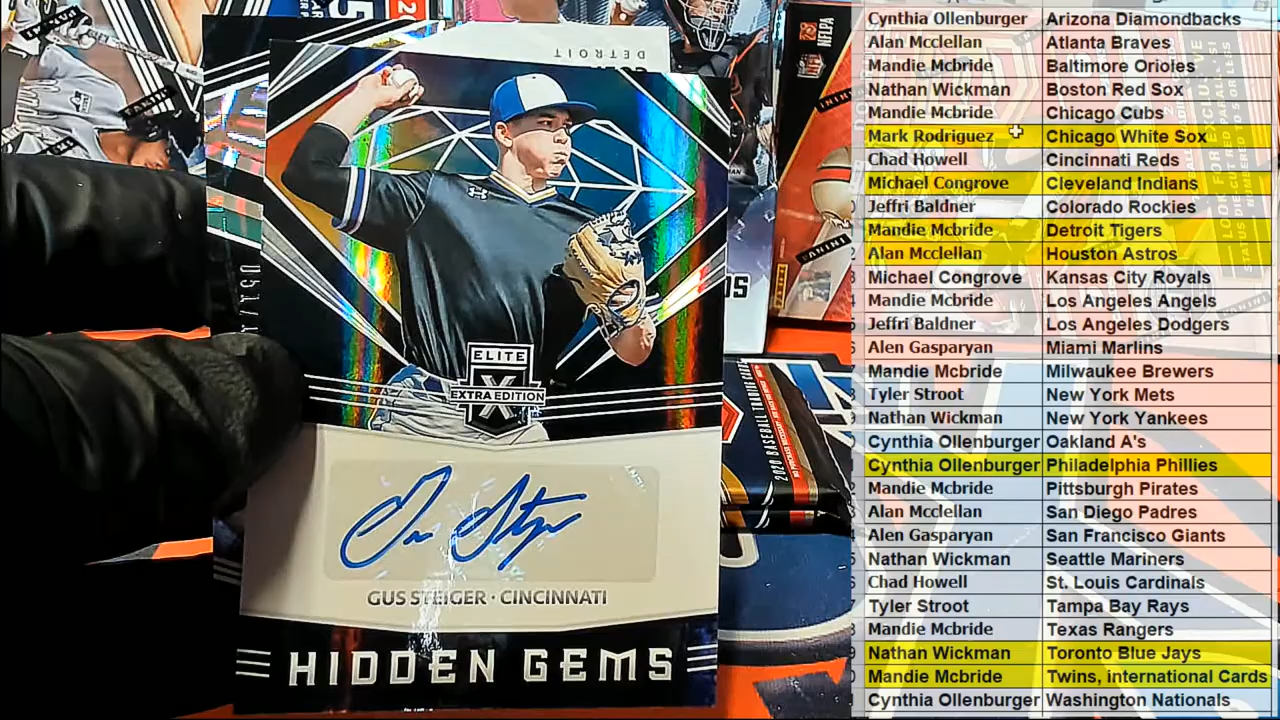 DETROIT
ELITE
EXTRA EDITION
X
GUS STEIGER · CINCINNATI
HIDDEN GEMS
NFLPA
PANINI
2020 BASEBALL TRADING CARDS
Cynthia Ollenburger Arizona Diamondbacks
Alan Mcclellan Atlanta Braves
Mandie Mcbride Baltimore Orioles
Nathan Wickman Boston Red Sox
Mandie Mcbride Chicago Cubs
Mark Rodriguez Chicago White Sox
Chad Howell Cincinnati Reds
Michael Congrove Cleveland Indians
Jeffri Baldner Colorado Rockies
Mandie Mcbride Detroit Tigers
Alan Mcclellan Houston Astros
Michael Congrove Kansas City Royals
Mandie Mcbride Los Angeles Angels
Jeffri Baldner Los Angeles Dodgers
Alen Gasparyan Miami Marlins
Mandie Mcbride Milwaukee Brewers
Tyler Stroot New York Mets
Nathan Wickman New York Yankees
Cynthia Ollenburger Oakland A's
Cynthia Ollenburger Philadelphia Phillies
Mandie Mcbride Pittsburgh Pirates
Alan Mcclellan San Diego Padres
Alen Gasparyan San Francisco Giants
Nathan Wickman Seattle Mariners
Chad Howell St. Louis Cardinals
Tyler Stroot Tampa Bay Rays
Mandie Mcbride Texas Rangers
Nathan Wickman Toronto Blue Jays
Mandie Mcbride Twins, international Cards
Cynthia Ollenburger Washington Nationals